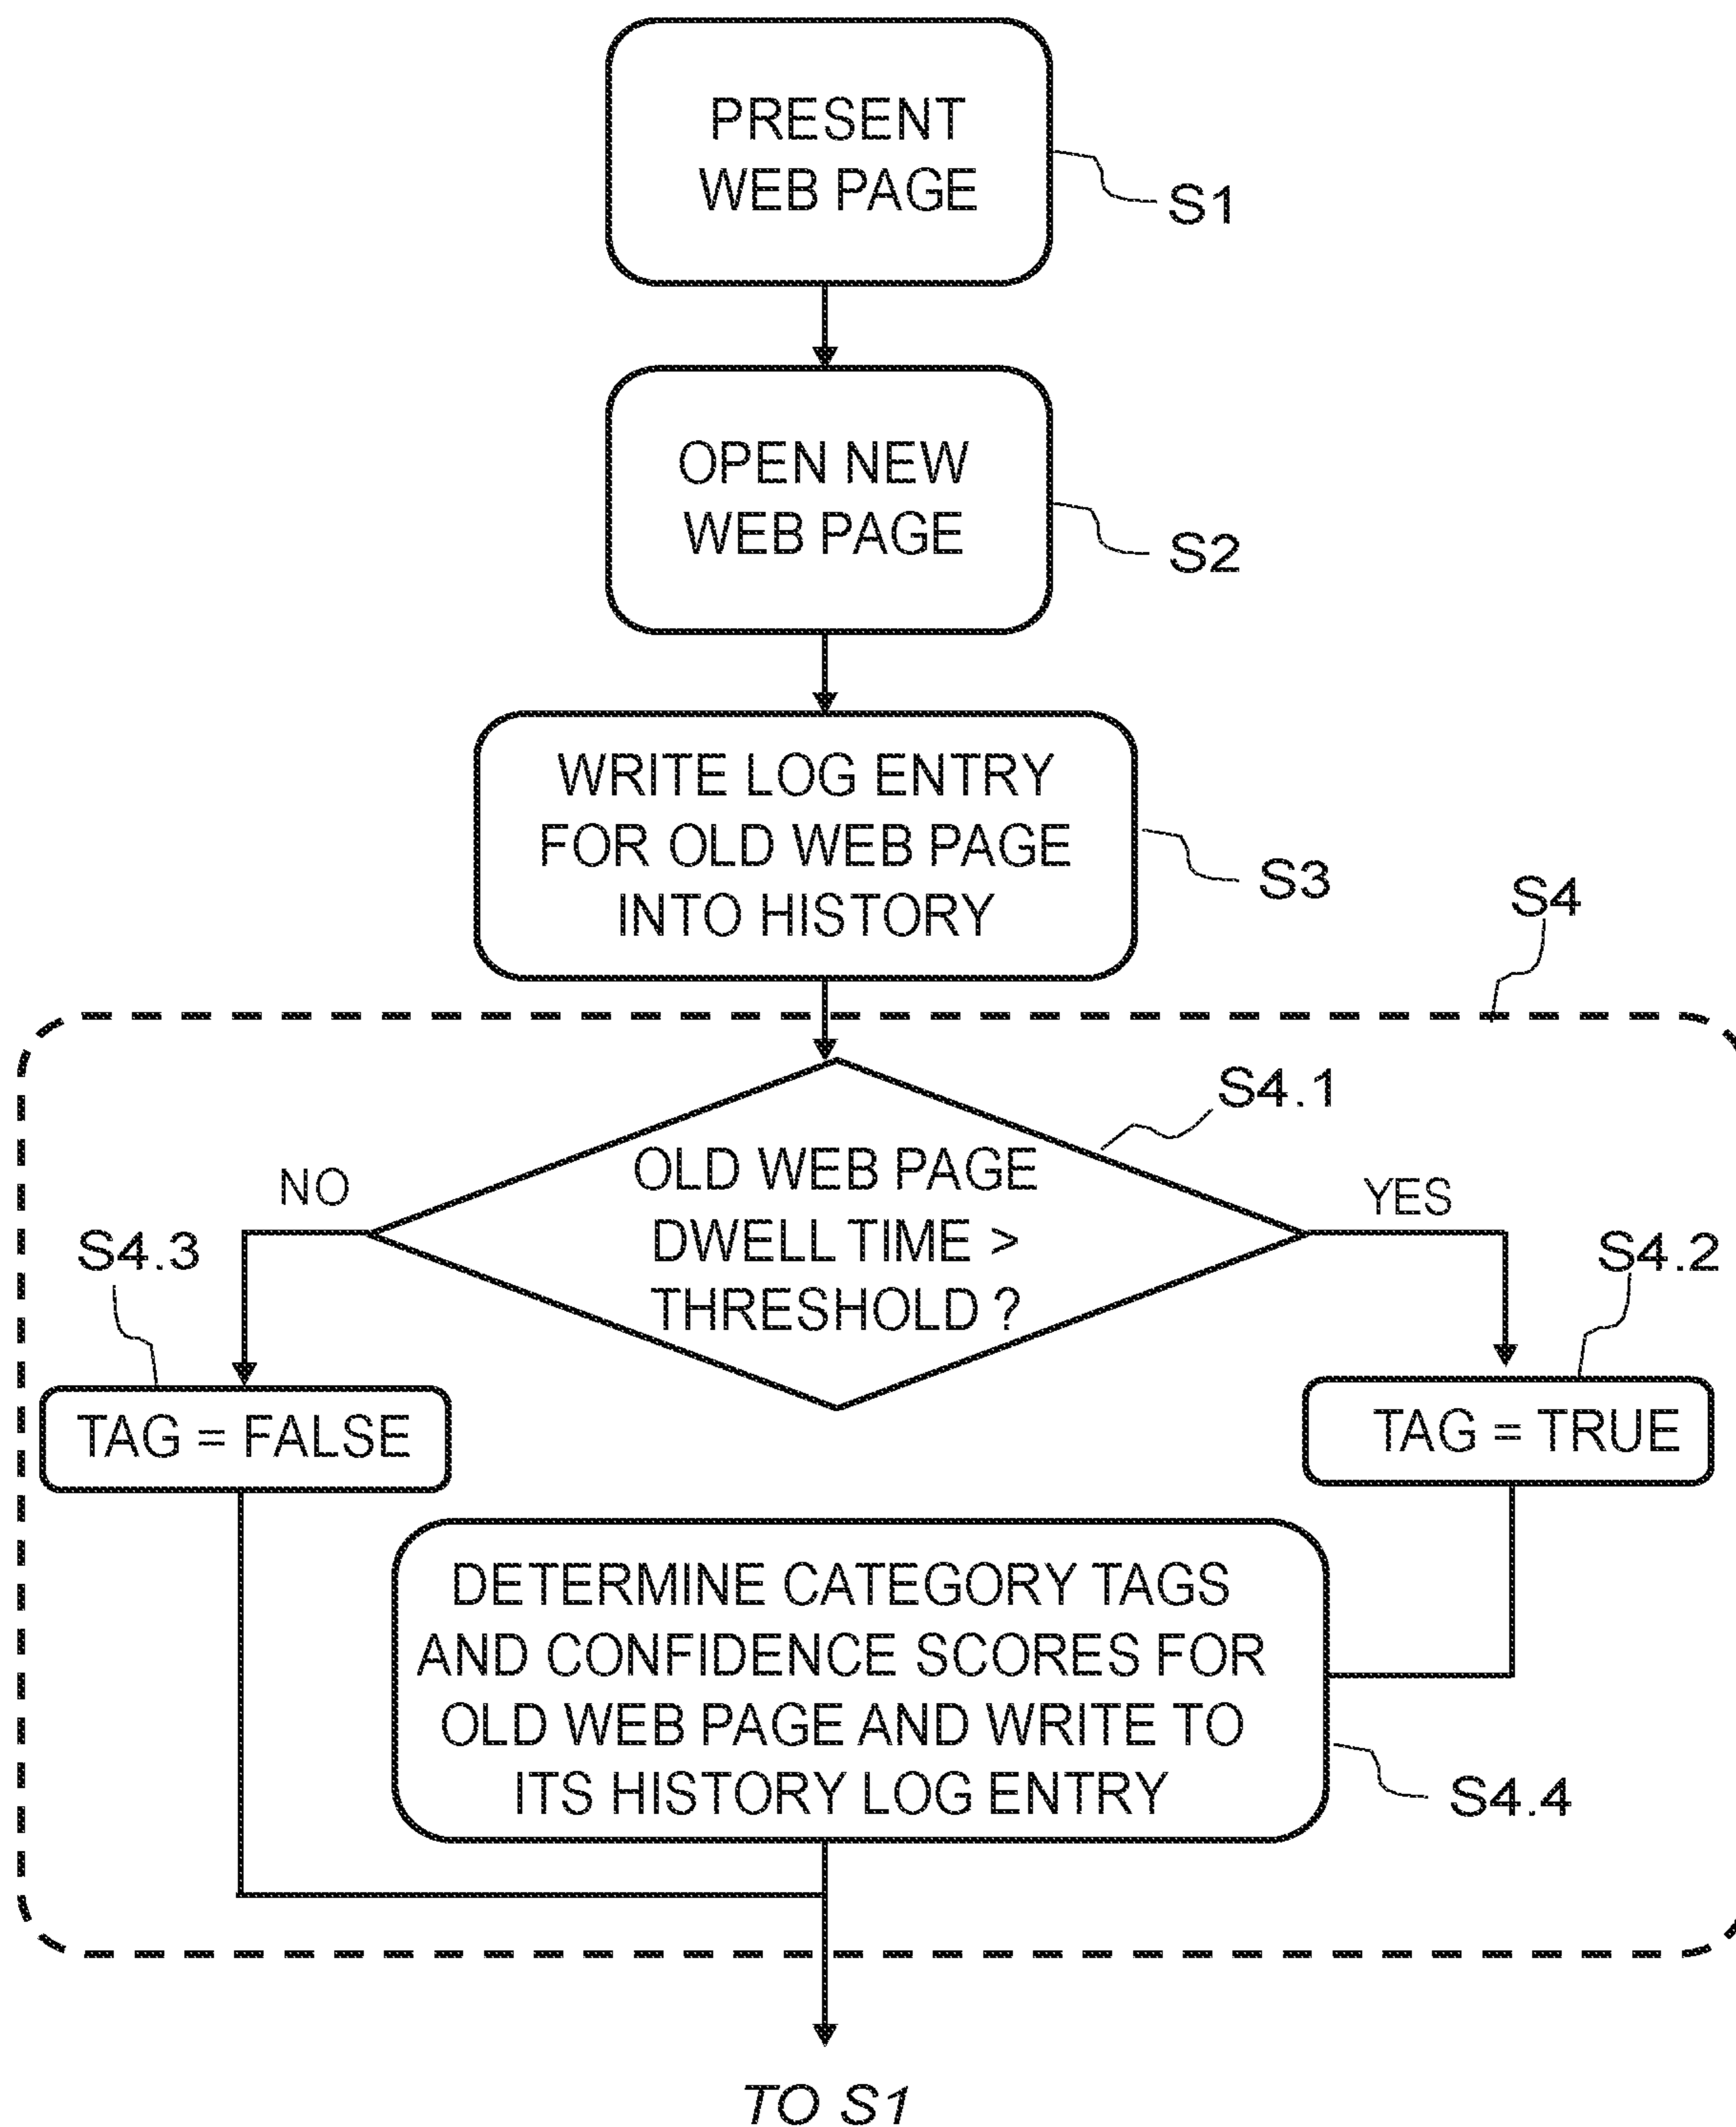 PRESENT
WEB PAGE
S1
OPEN NEW
WEB PAGE
S2
WRITE LOG ENTRY
FOR OLD WEB PAGE
INTO HISTORY
S3
S4
S4.1
OLD WEB PAGE
DWELL TIME >
THRESHOLD ?
NO
YES
S4.3
S4.2
TAG = FALSE
TAG = TRUE
DETERMINE CATEGORY TAGS
AND CONFIDENCE SCORES FOR
OLD WEB PAGE AND WRITE TO
ITS HISTORY LOG ENTRY
S4.4
TO S1